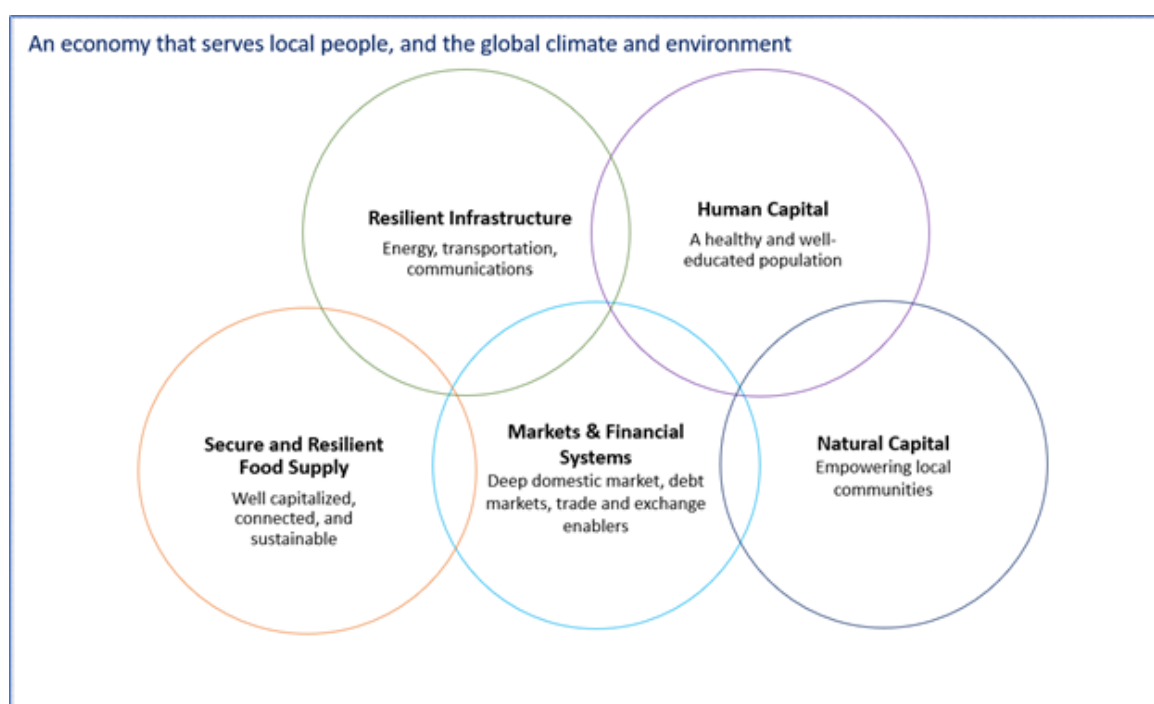 An economy that serves local people, and the global climate and environment
Resilient Infrastructure
Energy, transportation,
communications
Human Capital
A healthy and well-
educated population
Secure and Resilient
Food Supply
Well capitalized,
connected, and
sustainable
Markets & Financial
Systems
Deep domestic market, debt
markets, trade and exchange
enablers
Natural Capital
Empowering local
communities